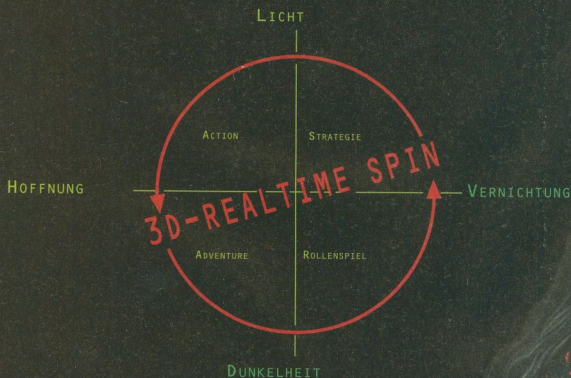 LICHT
ACTION
STRATEGIE
3D-REALTIME SPIN
HOFFNUNG
VERNICHTUNG
ADVENTURE
ROLLENSPIEL
DUNKELHEIT